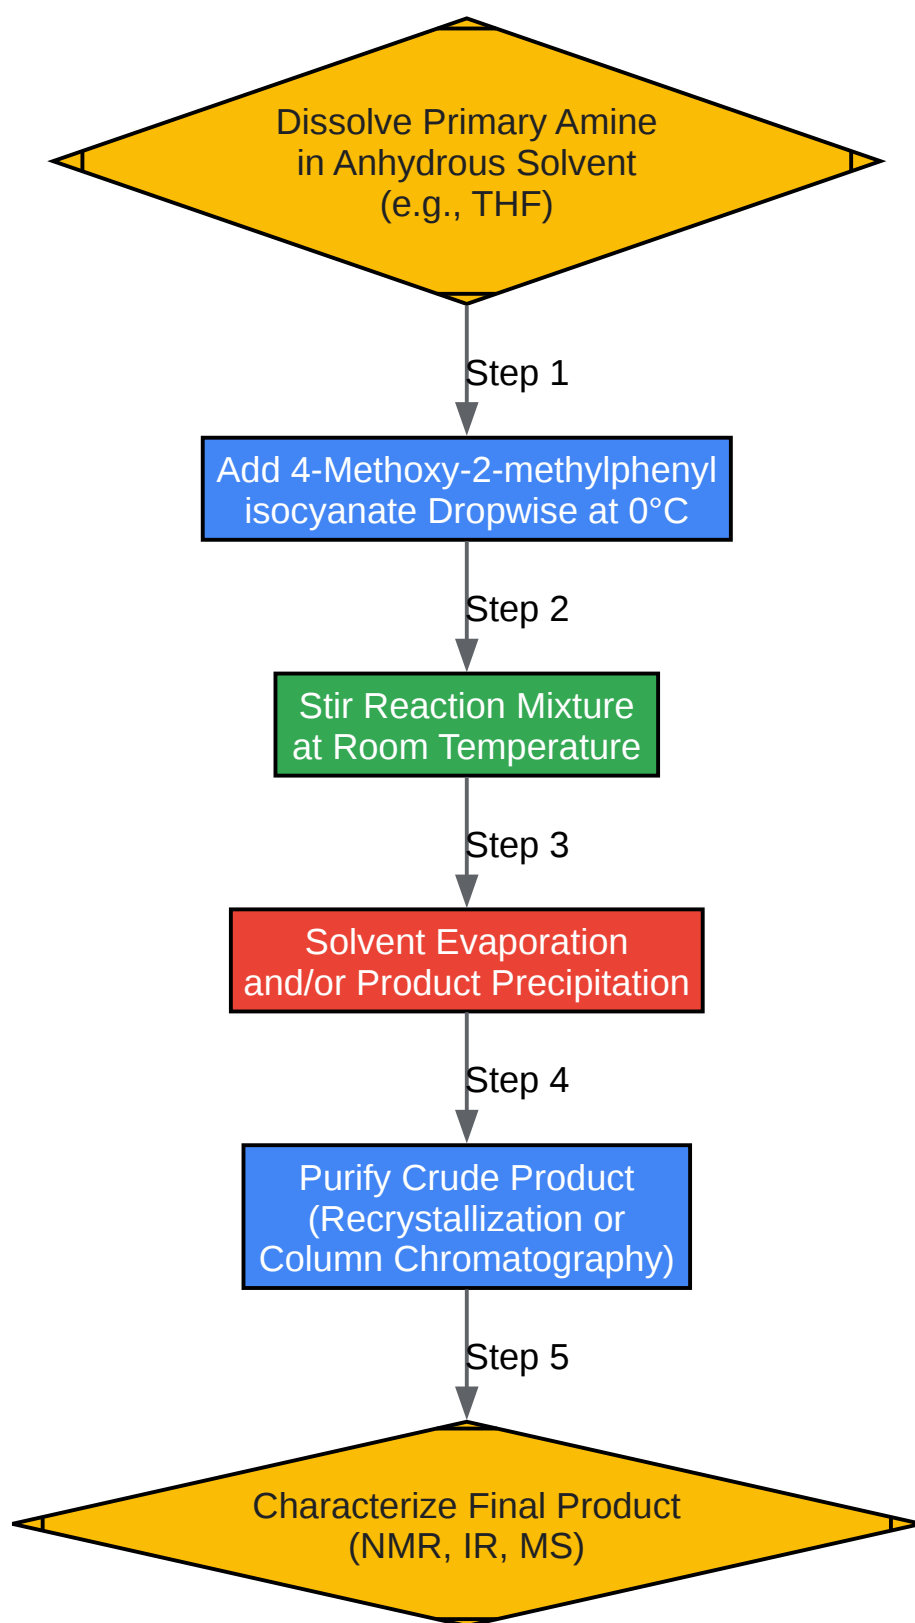 Dissolve Primary Amine
in Anhydrous Solvent
(e.g., THF)
Step 1
Add 4-Methoxy-2-methylphenyl
isocyanate Dropwise at 0°C
Step 2
Stir Reaction Mixture
at Room Temperature
Step 3
Solvent Evaporation
and/or Product Precipitation
Step 4
Purify Crude Product
(Recrystallization or
Column Chromatography)
Step 5
Characterize Final Product
(NMR, IR, MS)